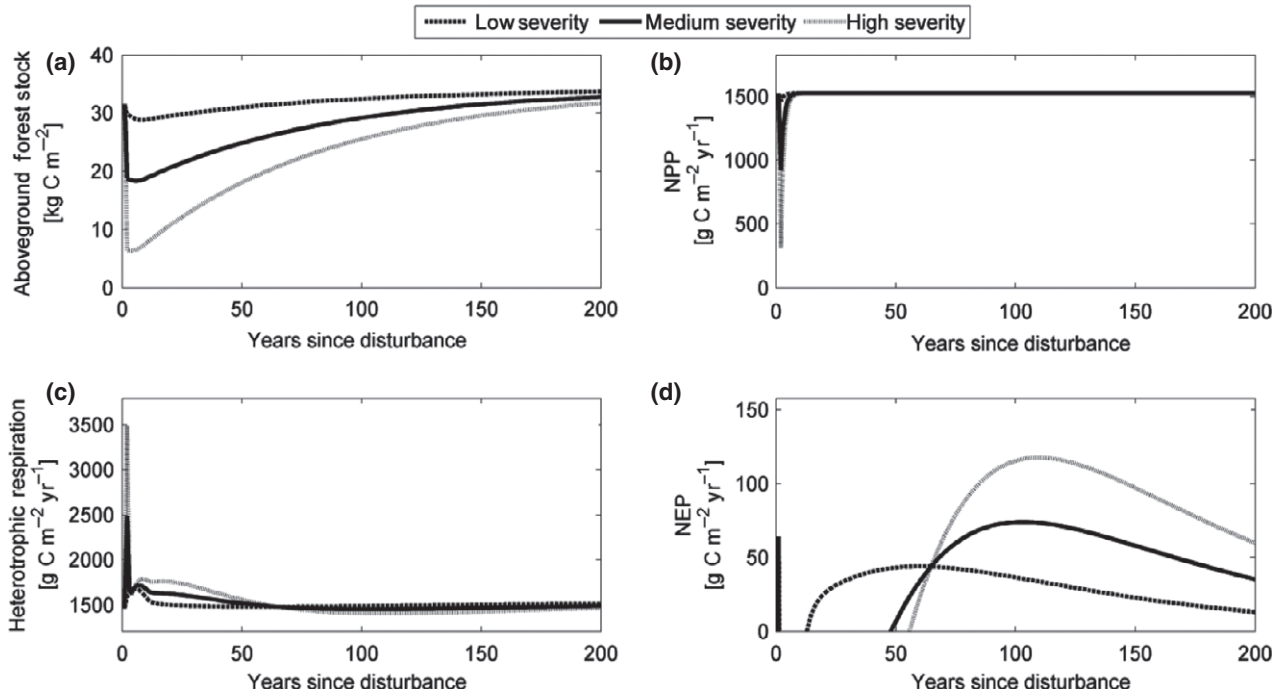 Low severity Medium severity High severity
(a)
40
30
20
10
0
Aboveground forest stock
[kg C m−2]
0 50 100 150 200
Years since disturbance
(b)
1500
1000
500
0
NPP
[g C m−2 yr−1]
0 50 100 150 200
Years since disturbance
(c)
3500
3000
2500
2000
1500
Heterotrophic respiration
[g C m−2 yr−1]
0 50 100 150 200
Years since disturbance
(d)
150
100
50
0
NEP
[g C m−2 yr−1]
0 50 100 150 200
Years since disturbance